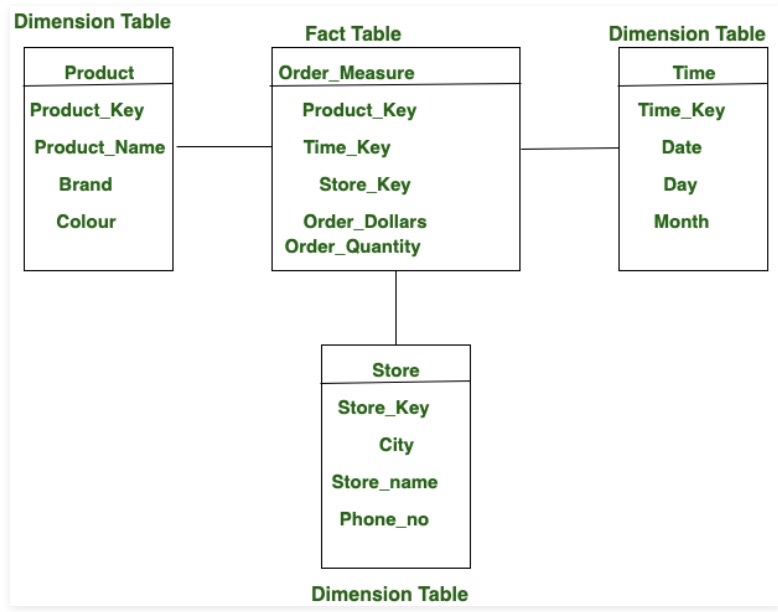 Dimension Table
Product
Product_Key
Product_Name
Brand
Colour
Fact Table
Order_Measure
Product_Key
Time_Key
Store_Key
Order_Dollars
Order_Quantity
Dimension Table
Time
Time_Key
Date
Day
Month
Store
Store_Key
City
Store_name
Phone_no
Dimension Table